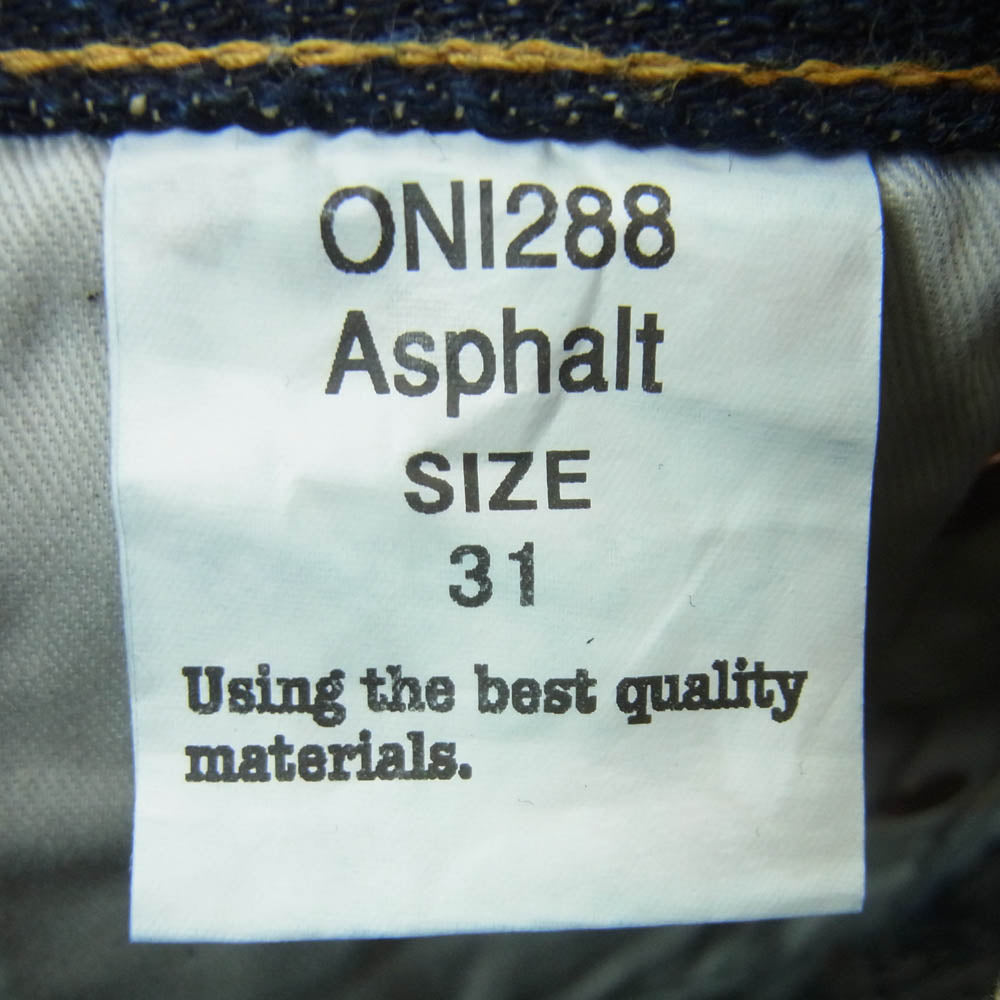 ONI288
Asphalt
SIZE
31
Using the best quality
materials.